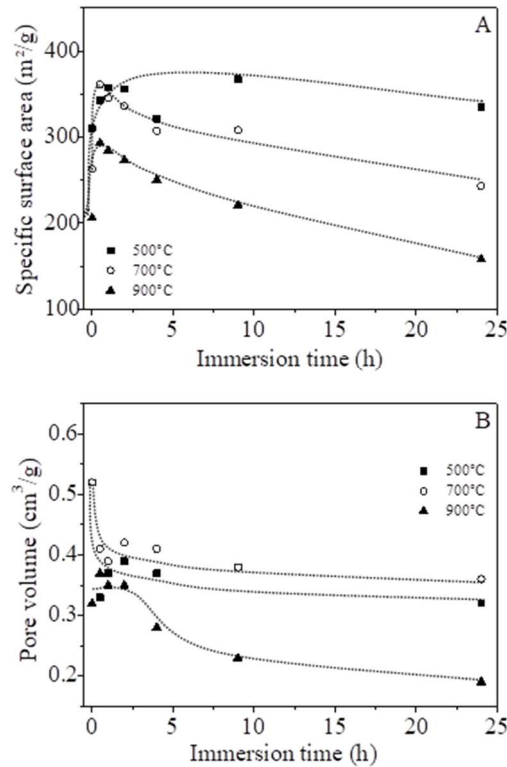 A
400
300
200
100
Specific surface area (m²/g)
500°C
700°C
900°C
0 5 10 15 20 25
Immersion time (h)
B
0.6
0.5
0.4
0.3
0.2
Pore volume (cm³/g)
500°C
700°C
900°C
0 5 10 15 20 25
Immersion time (h)